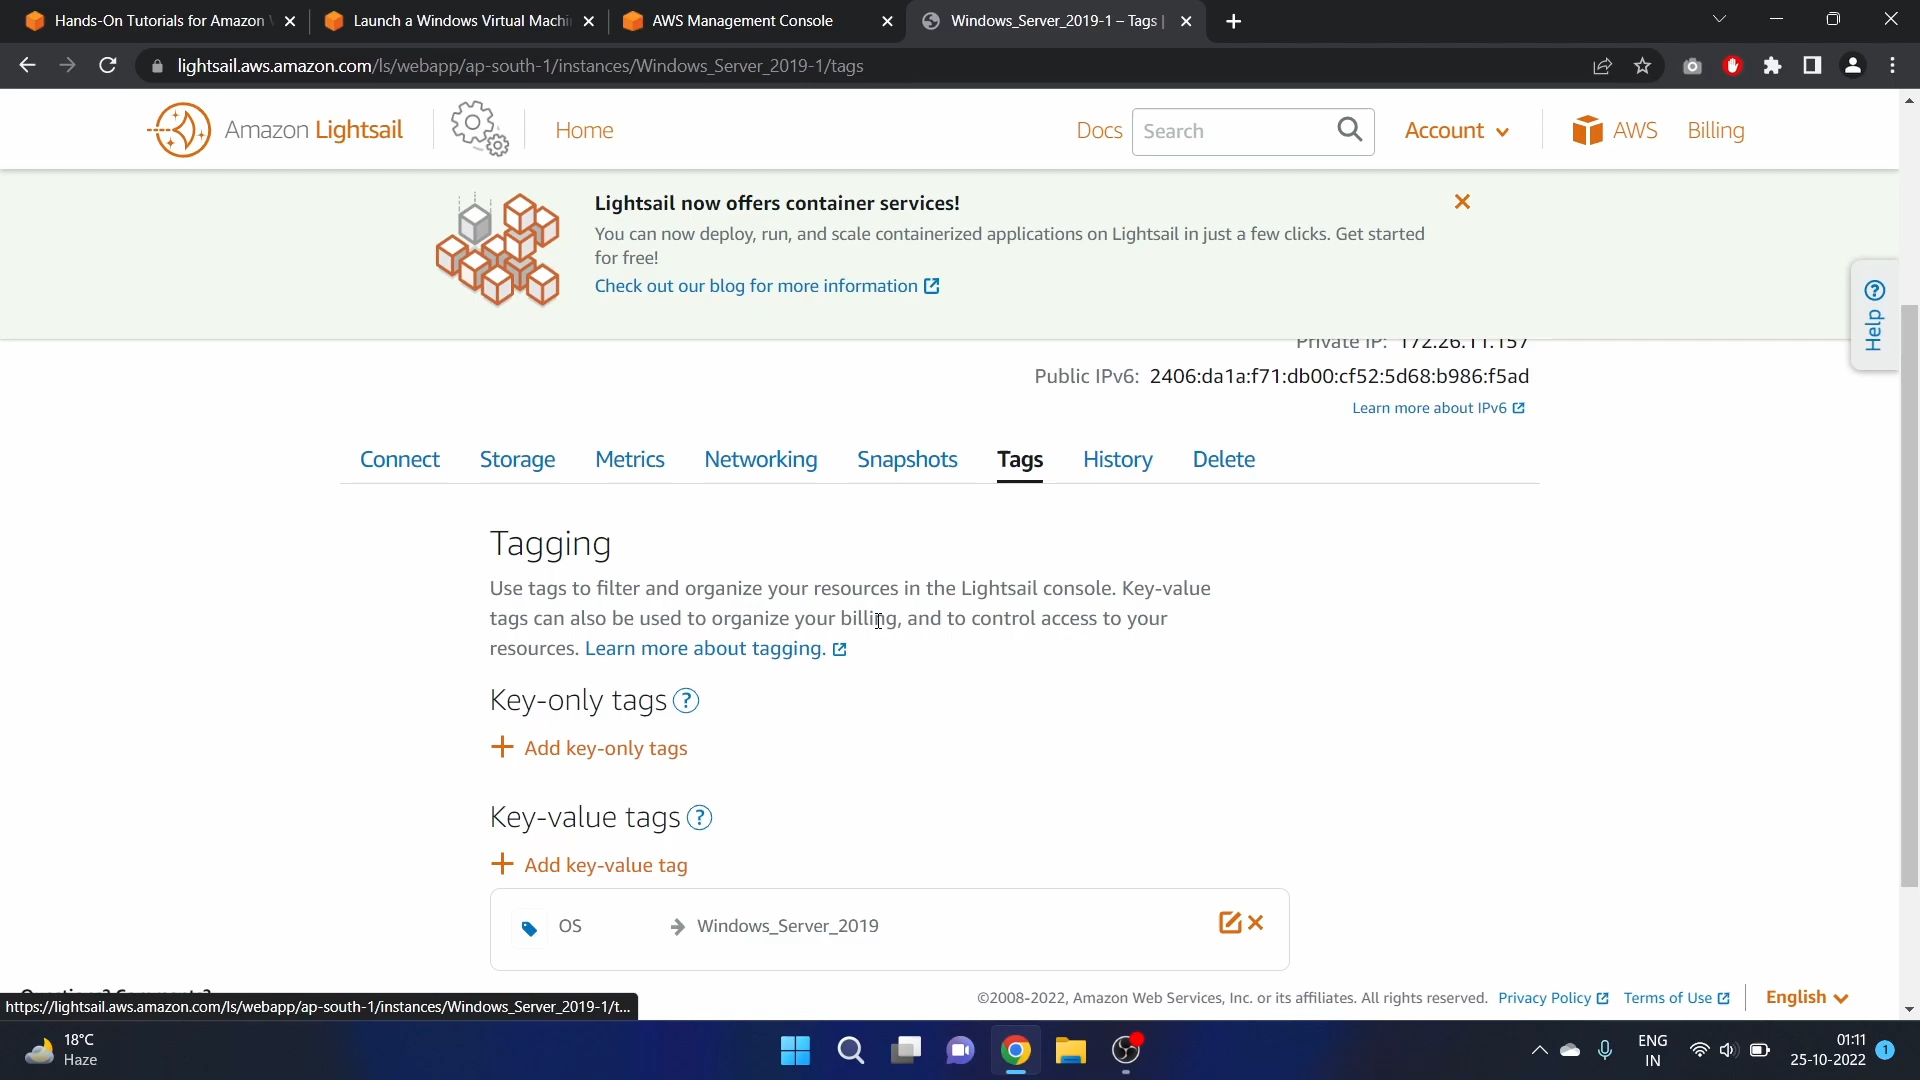 Hands-On Tutorials for Amazon
Launch a Windows Virtual Machi
AWS Management Console
Windows_Server_2019-1 – Tags |
lightsail.aws.amazon.com/ls/webapp/ap-south-1/instances/Windows_Server_2019-1/tags
Amazon Lightsail
Home
Docs
Search
Account
AWS
Billing
Lightsail now offers container services!
You can now deploy, run, and scale containerized applications on Lightsail in just a few clicks. Get started
for free!
Check out our blog for more information
Help
Private IP: 172.26.11.157
Public IPv6: 2406:da1a:f71:db00:cf52:5d68:b986:f5ad
Learn more about IPv6
Connect
Storage
Metrics
Networking
Snapshots
Tags
History
Delete
Tagging
Use tags to filter and organize your resources in the Lightsail console. Key-value
tags can also be used to organize your billing, and to control access to your
resources. Learn more about tagging.
Key-only tags ?
+ Add key-only tags
Key-value tags ?
+ Add key-value tag
OS → Windows_Server_2019
https://lightsail.aws.amazon.com/ls/webapp/ap-south-1/instances/Windows_Server_2019-1/t...
©2008-2022, Amazon Web Services, Inc. or its affiliates. All rights reserved.
Privacy Policy
Terms of Use
English
18°C
Haze
ENG
IN
01:11
25-10-2022
1